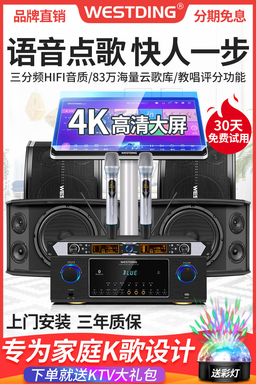 品牌直销 WESTDING® 分期免息
语音点歌 快人一步
三分频HIFI音质/83万海量云歌库/教唱评分功能
4K高清大屏
30天
免费试用
WESTDING
BLUE
上门安装 三年质保
专为家庭K歌设计
下单就送KTV大礼包
送彩灯